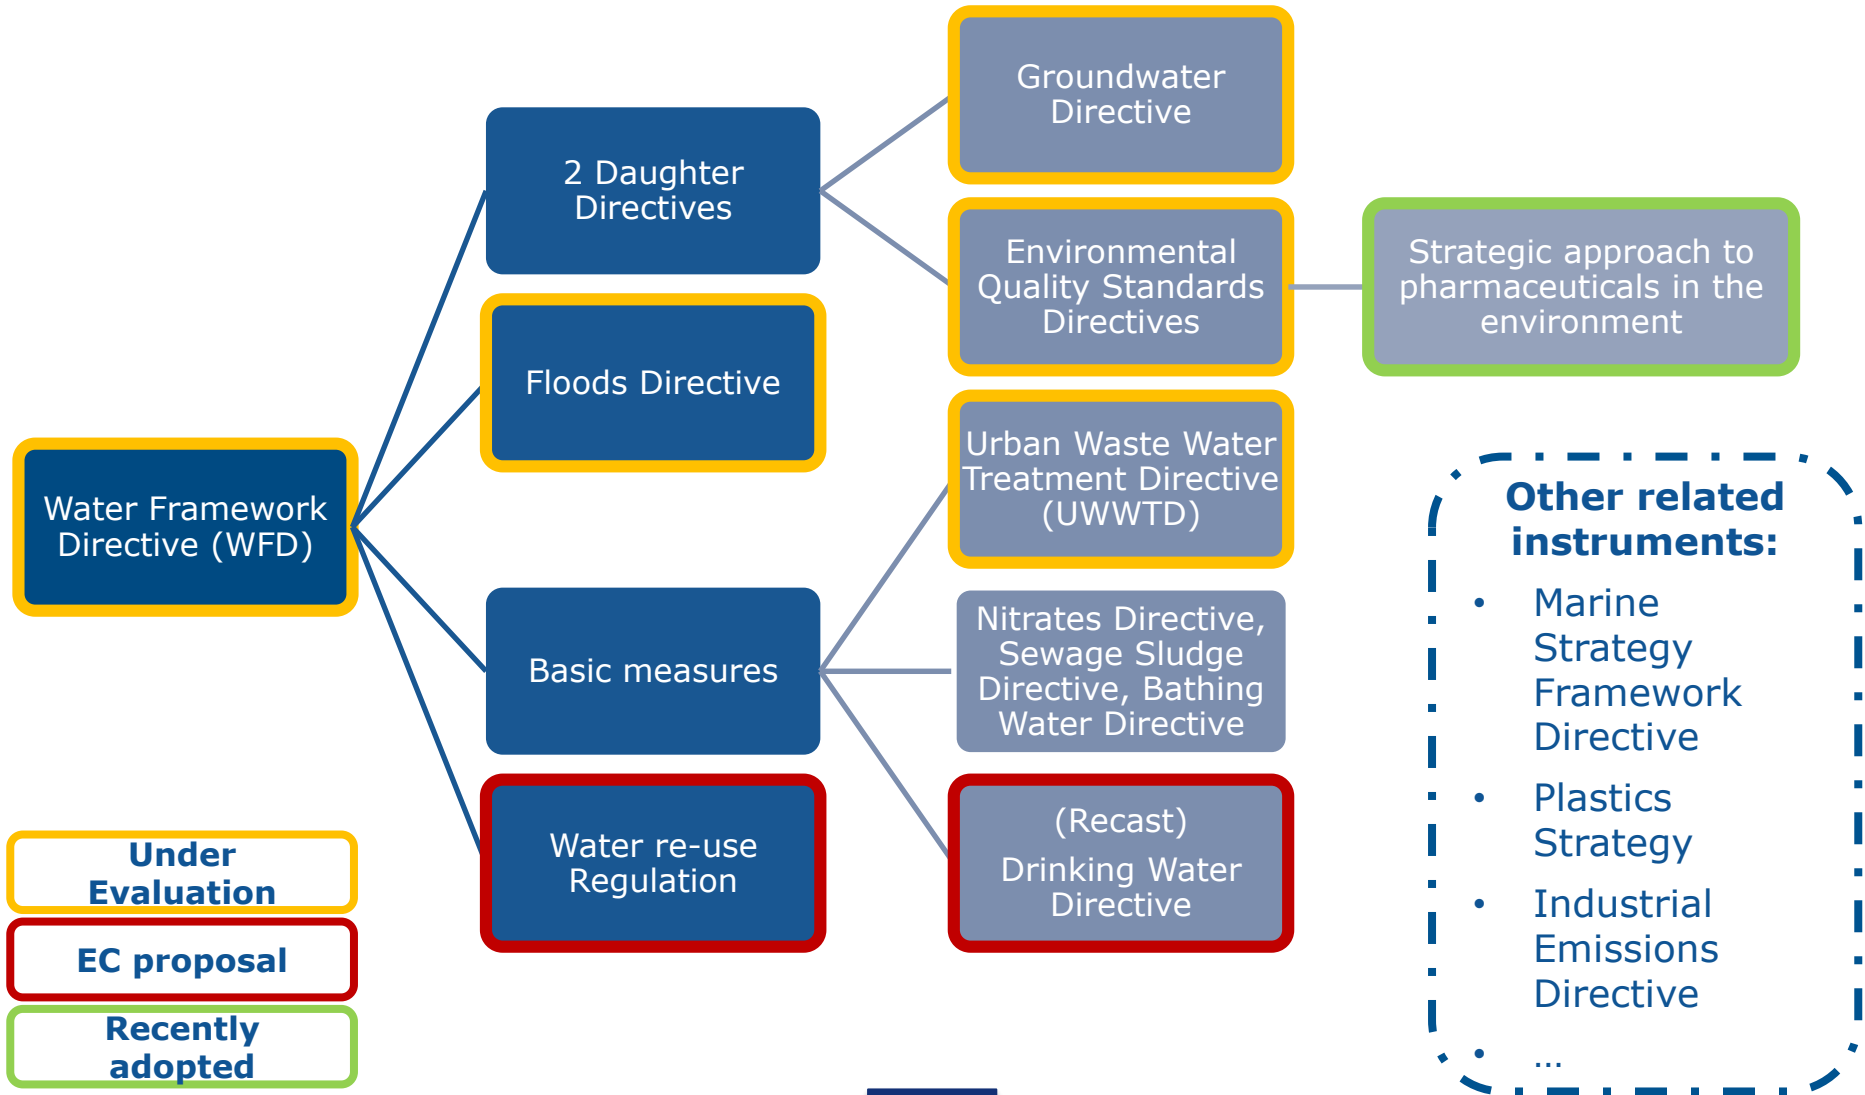 Water Framework
Directive (WFD)
2 Daughter
Directives
Floods Directive
Basic measures
Water re-use
Regulation
Groundwater
Directive
Environmental
Quality Standards
Directives
Urban Waste Water
Treatment Directive
(UWWTD)
Nitrates Directive,
Sewage Sludge
Directive, Bathing
Water Directive
(Recast)
Drinking Water
Directive
Strategic approach to
pharmaceuticals in the
environment
Other related
instruments:
• Marine
Strategy
Framework
Directive
• Plastics
Strategy
• Industrial
Emissions
Directive
• ...
Under
Evaluation
EC proposal
Recently
adopted